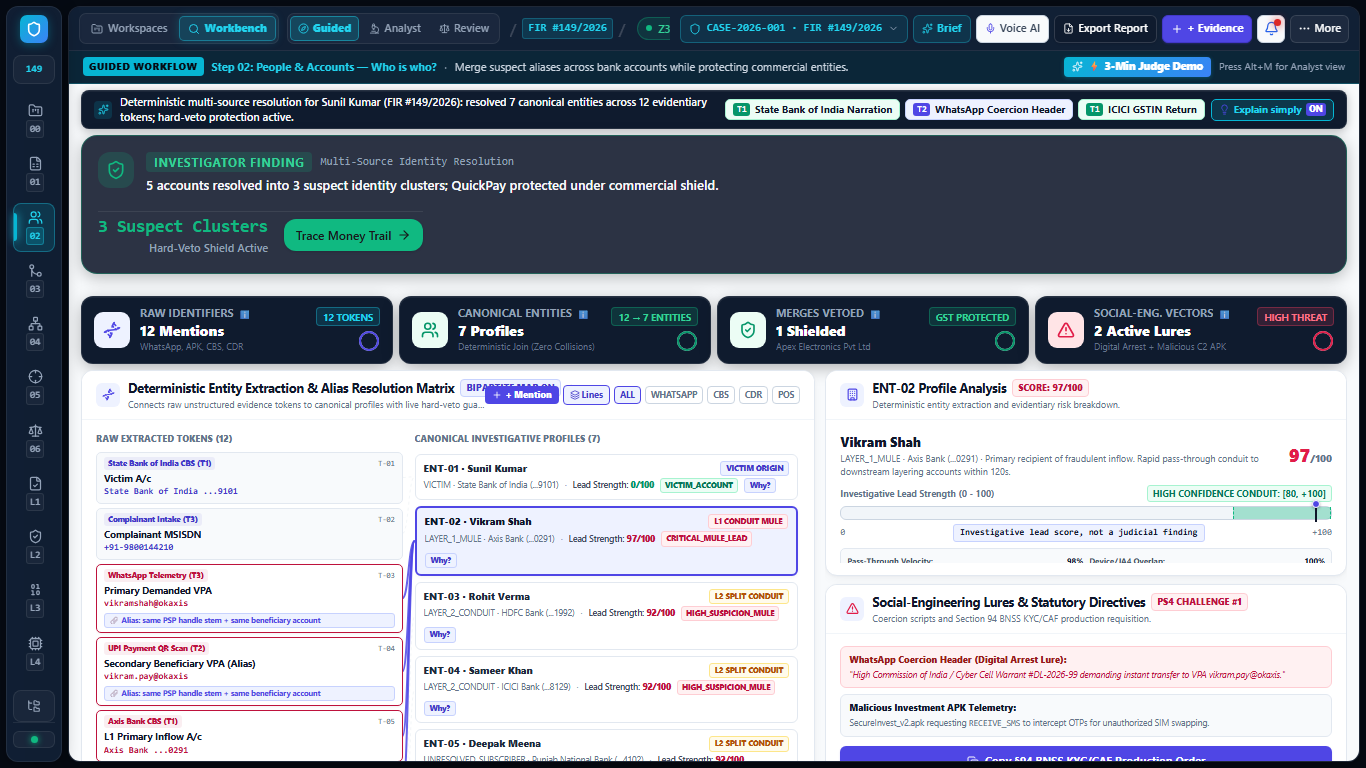 Workspaces
Workbench
Guided
Analyst
Review
/
FIR #149/2026
/
Z3
CASE-2026-001 · FIR #149/2026
Brief
Voice AI
Export Report
+ Evidence
More
149
00
01
02
03
04
05
06
L1
L2
L3
L4
GUIDED WORKFLOW
Step 02: People & Accounts — Who is who? · Merge suspect aliases across bank accounts while protecting commercial entities.
3-Min Judge Demo
Press Alt+M for Analyst view
Deterministic multi-source resolution for Sunil Kumar (FIR #149/2026): resolved 7 canonical entities across 12 evidentiary
tokens; hard-veto protection active.
T1 State Bank of India Narration
T2 WhatsApp Coercion Header
T1 ICICI GSTIN Return
Explain simply ON
INVESTIGATOR FINDING
Multi-Source Identity Resolution
5 accounts resolved into 3 suspect identity clusters; QuickPay protected under commercial shield.
3 Suspect Clusters
Hard-Veto Shield Active
Trace Money Trail →
RAW IDENTIFIERS
12 TOKENS
12 Mentions
WhatsApp, APK, CBS, CDR
CANONICAL ENTITIES
12 → 7 ENTITIES
7 Profiles
Deterministic Join (Zero Collisions)
MERGES VETOED
GST PROTECTED
1 Shielded
Apex Electronics Pvt Ltd
SOCIAL-ENG. VECTORS
HIGH THREAT
2 Active Lures
Digital Arrest + Malicious C2 APK
Deterministic Entity Extraction & Alias Resolution Matrix
Connects raw unstructured evidence tokens to canonical profiles with live hard-veto gua...
+ Mention
Lines
ALL
WHATSAPP
CBS
CDR
POS
RAW EXTRACTED TOKENS (12)
State Bank of India CBS (T1)
T-01
Victim A/c
State Bank of India ...9101
Complainant Intake (T3)
T-02
Complainant MSISDN
+91-9800144210
WhatsApp Telemetry (T3)
T-03
Primary Demanded VPA
vikramshah@okaxis
Alias: same PSP handle stem + same beneficiary account
UPI Payment QR Scan (T2)
T-04
Secondary Beneficiary VPA (Alias)
vikram.pay@okaxis
Alias: same PSP handle stem + same beneficiary account
Axis Bank CBS (T1)
T-05
L1 Primary Inflow A/c
Axis Bank ...0291
CANONICAL INVESTIGATIVE PROFILES (7)
ENT-01 · Sunil Kumar
VICTIM ORIGIN
VICTIM · State Bank of India (...9101) · Lead Strength: 0/100 VICTIM_ACCOUNT Why?
ENT-02 · Vikram Shah
L1 CONDUIT MULE
LAYER_1_MULE · Axis Bank (...0291) · Lead Strength: 97/100 CRITICAL_MULE_LEAD
Why?
ENT-03 · Rohit Verma
L2 SPLIT CONDUIT
LAYER_2_CONDUIT · HDFC Bank (...1992) · Lead Strength: 92/100 HIGH_SUSPICION_MULE
Why?
ENT-04 · Sameer Khan
L2 SPLIT CONDUIT
LAYER_2_CONDUIT · ICICI Bank (...8129) · Lead Strength: 92/100 HIGH_SUSPICION_MULE
Why?
ENT-05 · Deepak Meena
L2 SPLIT CONDUIT
UNRESOLVED_SUBSCRIBER · Punjab National Bank (...4102) · Lead Strength: 92/100
ENT-02 Profile Analysis
SCORE: 97/100
Deterministic entity extraction and evidentiary risk breakdown.
Vikram Shah
LAYER_1_MULE · Axis Bank (...0291) · Primary recipient of fraudulent inflow. Rapid pass-through conduit to
downstream layering accounts within 120s.
97/100
Investigative Lead Strength (0 - 100)
HIGH CONFIDENCE CONDUIT: [80, +100]
0
Investigative lead score, not a judicial finding
+100
Pass-Through Velocity: 98%
Device/JA4 Overlap: 100%
Social-Engineering Lures & Statutory Directives
PS4 CHALLENGE #1
Coercion scripts and Section 94 BNSS KYC/CAF production requisition.
WhatsApp Coercion Header (Digital Arrest Lure):
"High Commission of India / Cyber Cell Warrant #DL-2026-99 demanding instant transfer to VPA vikram.pay@okaxis."
Malicious Investment APK Telemetry:
SecureInvest_v2.apk requesting RECEIVE_SMS to intercept OTPs for unauthorized SIM swapping.
Copy §94 BNSS KYC/CAF Production Order